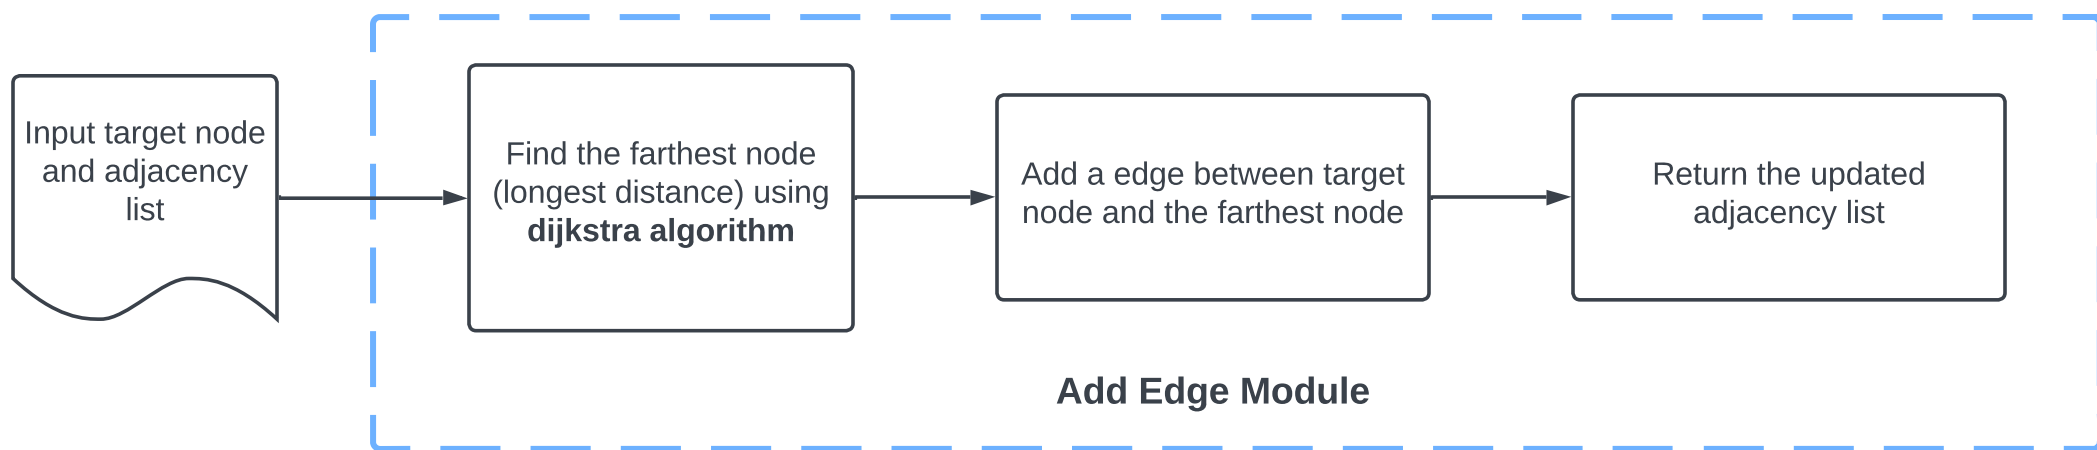 Input target node
and adjacency
list
Find the farthest node
(longest distance) using
dijkstra algorithm
Add a edge between target
node and the farthest node
Return the updated
adjacency list
Add Edge Module